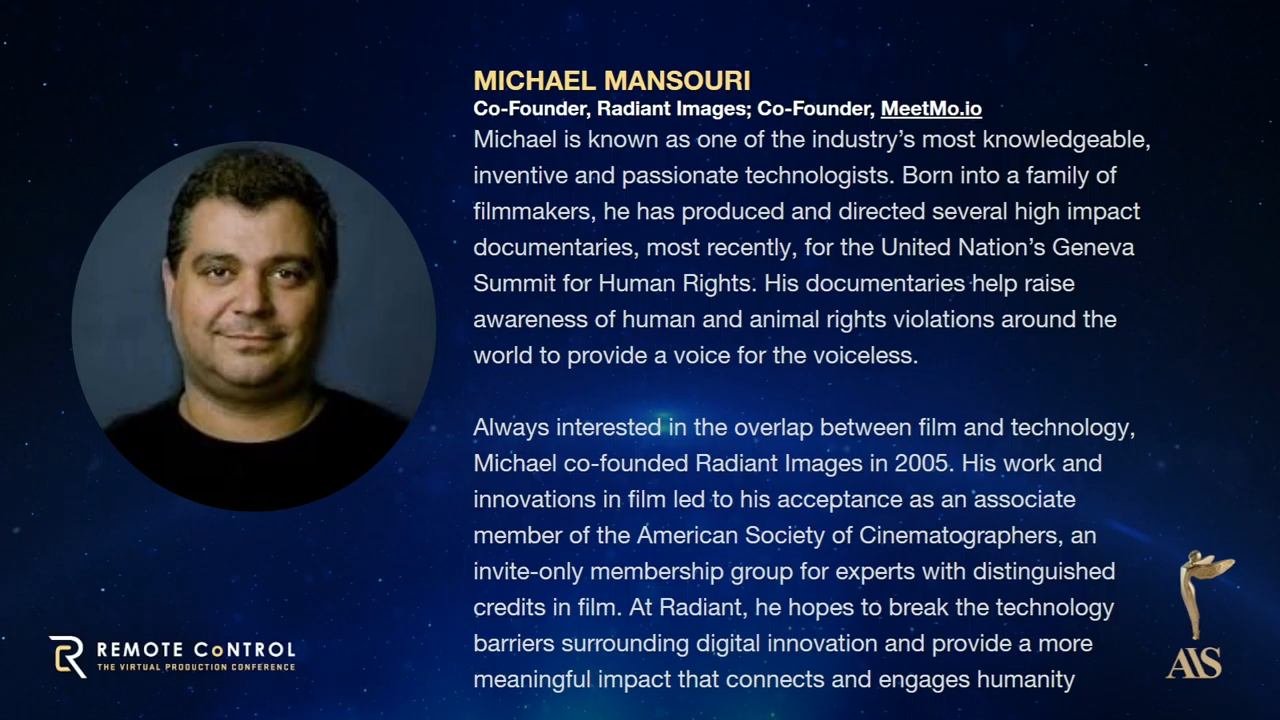 MICHAEL MANSOURI
Co-Founder, Radiant Images; Co-Founder, MeetMo.io
Michael is known as one of the industry’s most knowledgeable,
inventive and passionate technologists. Born into a family of
filmmakers, he has produced and directed several high impact
documentaries, most recently, for the United Nation’s Geneva
Summit for Human Rights. His documentaries help raise
awareness of human and animal rights violations around the
world to provide a voice for the voiceless.
Always interested in the overlap between film and technology,
Michael co-founded Radiant Images in 2005. His work and
innovations in film led to his acceptance as an associate
member of the American Society of Cinematographers, an
invite-only membership group for experts with distinguished
credits in film. At Radiant, he hopes to break the technology
barriers surrounding digital innovation and provide a more
meaningful impact that connects and engages humanity
REMOTE CoNTROL
THE VIRTUAL PRODUCTION CONFERENCE
AIS